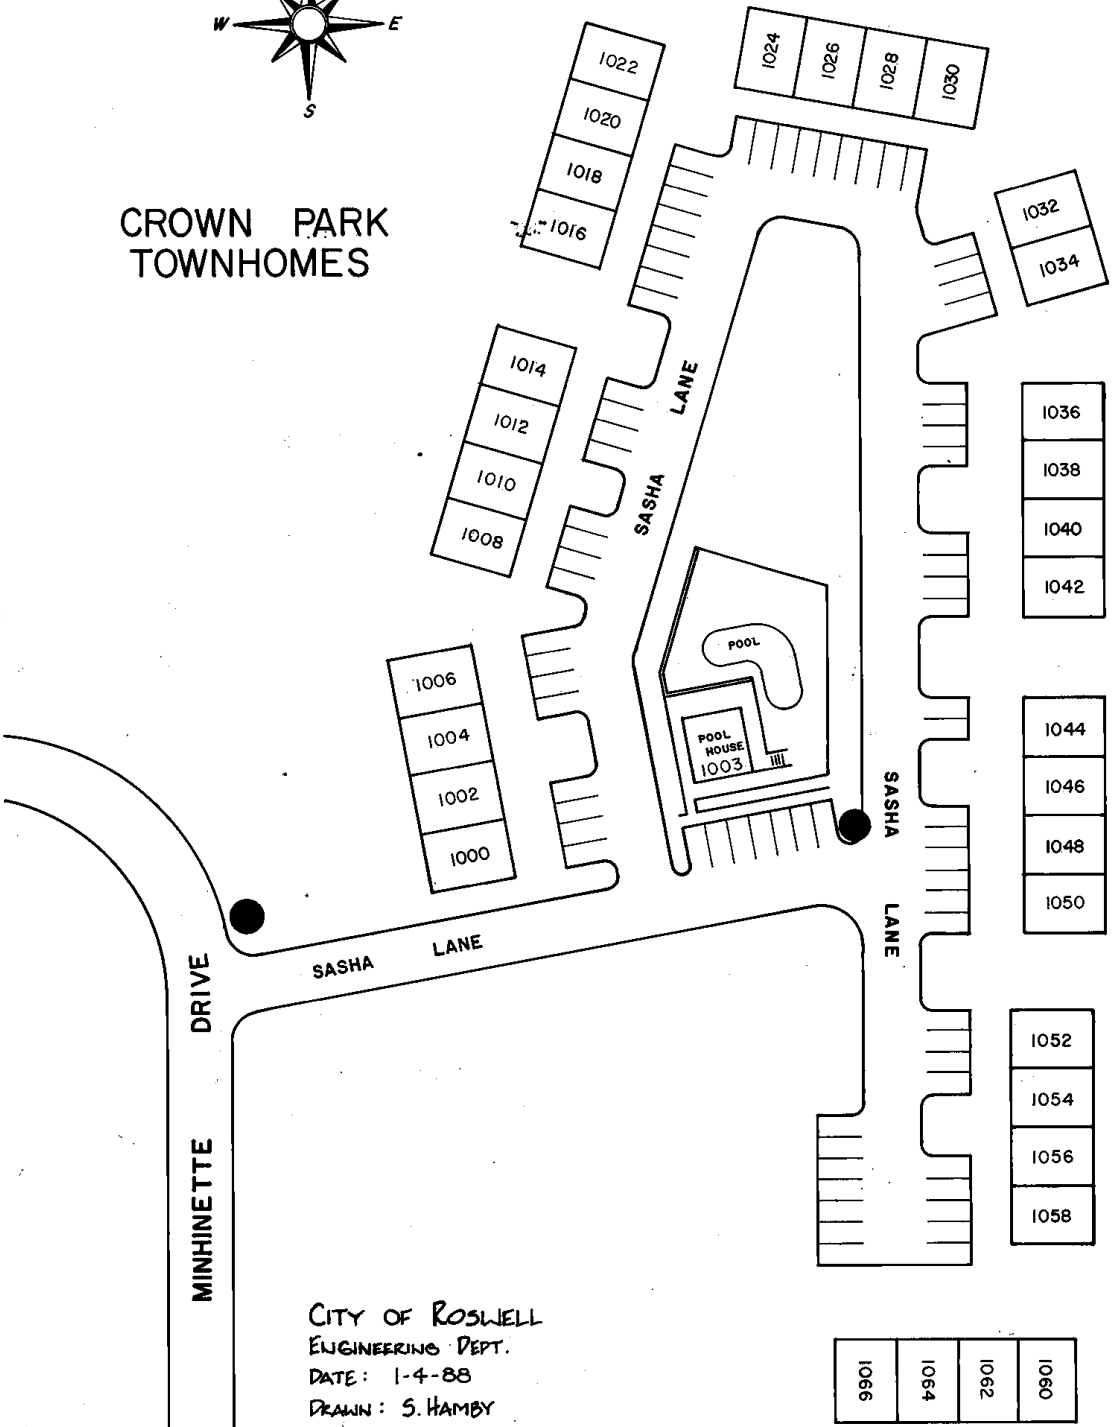 W
E
S
CROWN PARK
TOWNHOMES
1022
1020
1018
1016
1024
1026
1028
1030
1032
1034
1014
1012
1010
1008
SASHA LANE
1036
1038
1040
1042
1006
1004
1002
1000
POOL
POOL
HOUSE
1003
1044
1046
1048
1050
SASHA LANE
SASHA LANE
MINHINETTE DRIVE
1052
1054
1056
1058
1066
1064
1062
1060
CITY OF ROSWELL
ENGINEERING DEPT.
DATE: 1-4-88
DRAWN: S. HAMBY